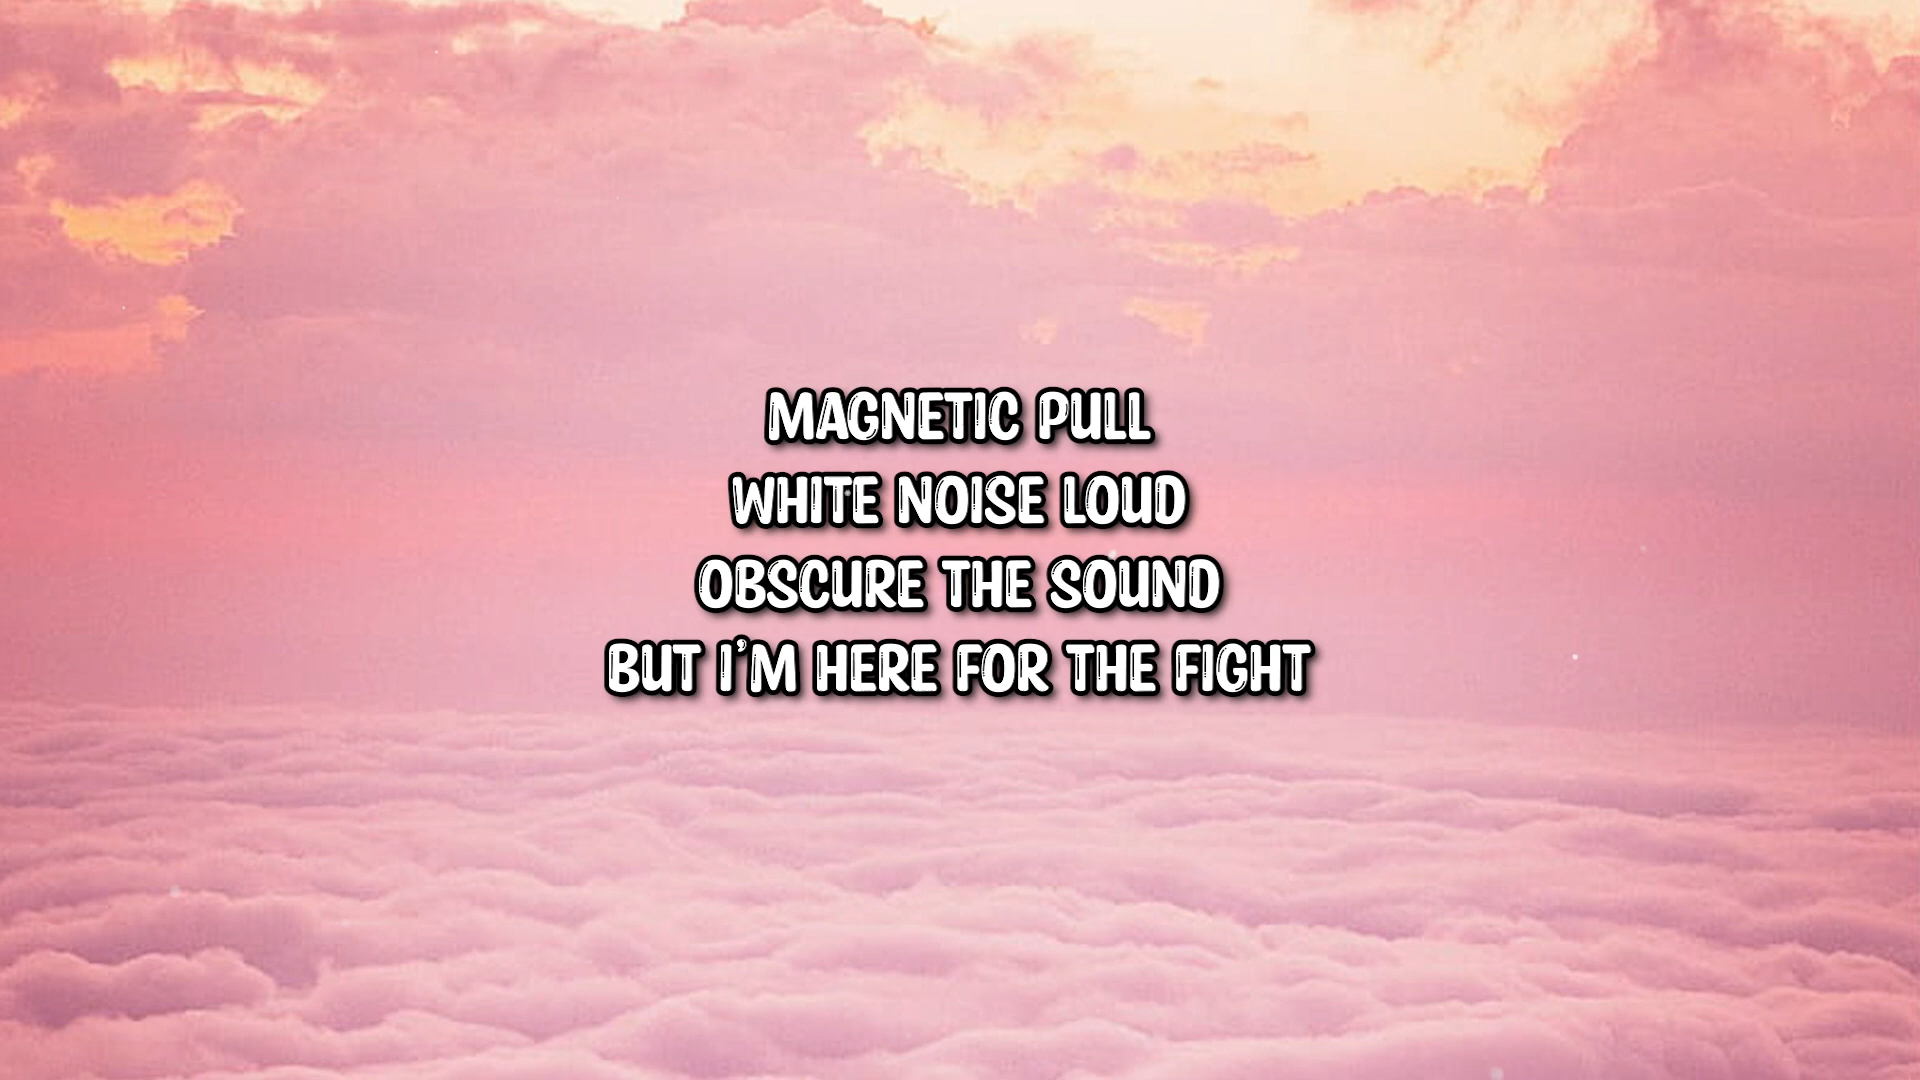 MAGNETIC PULL
WHITE NOISE LOUD
OBSCURE THE SOUND
BUT I'M HERE FOR THE FIGHT